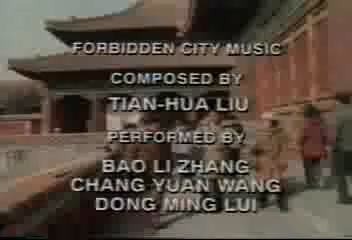 FORBIDDEN CITY MUSIC
COMPOSED BY
TIAN-HUA LIU
PERFORMED BY
BAO LI ZHANG
CHANG YUAN WANG
DONG MING LUI